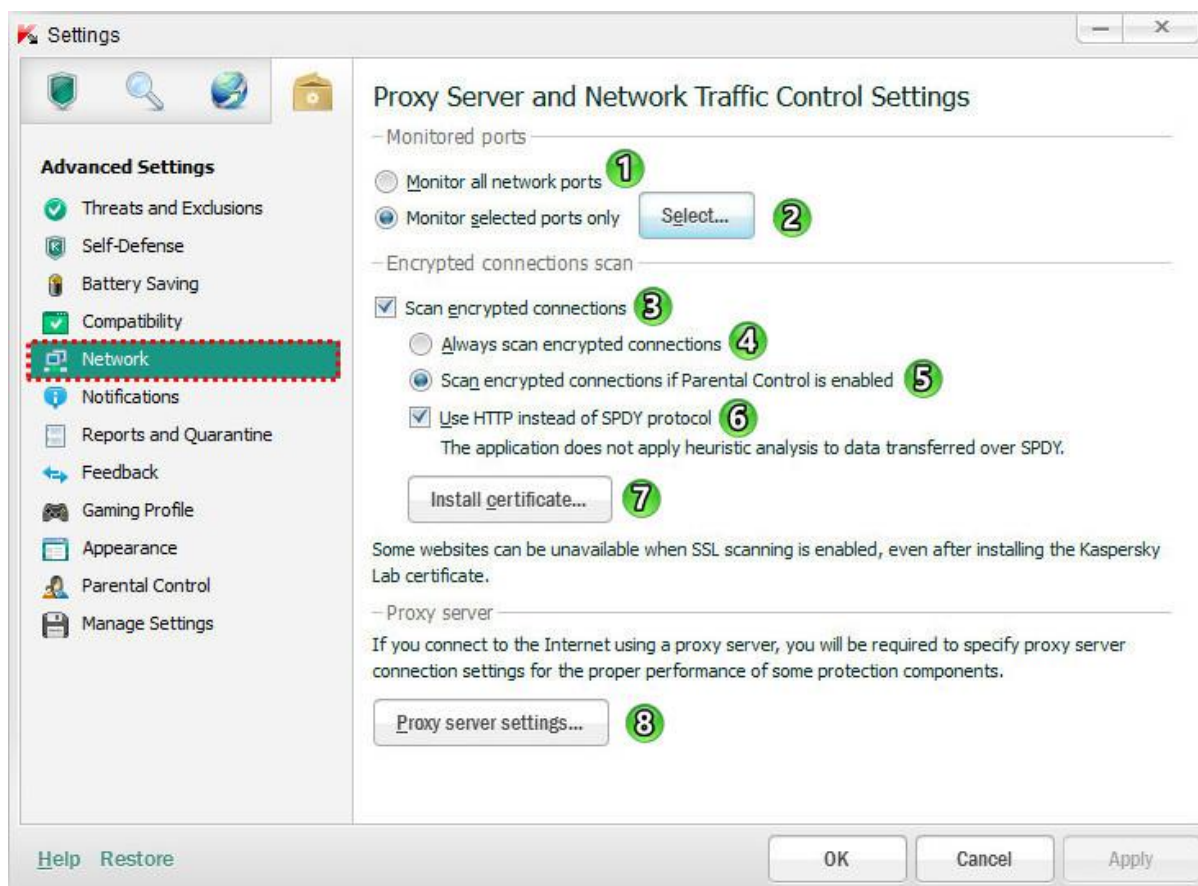 Settings
Advanced Settings
Threats and Exclusions
Self-Defense
Battery Saving
Compatibility
Network
Notifications
Reports and Quarantine
Feedback
Gaming Profile
Appearance
Parental Control
Manage Settings
Proxy Server and Network Traffic Control Settings
Monitored ports
Monitor all network ports 1
Monitor selected ports only Select... 2
Encrypted connections scan
Scan encrypted connections 3
Always scan encrypted connections 4
Scan encrypted connections if Parental Control is enabled 5
Use HTTP instead of SPDY protocol 6
The application does not apply heuristic analysis to data transferred over SPDY.
Install certificate... 7
Some websites can be unavailable when SSL scanning is enabled, even after installing the Kaspersky
Lab certificate.
Proxy server
If you connect to the Internet using a proxy server, you will be required to specify proxy server
connection settings for the proper performance of some protection components.
Proxy server settings... 8
Help Restore OK Cancel Apply